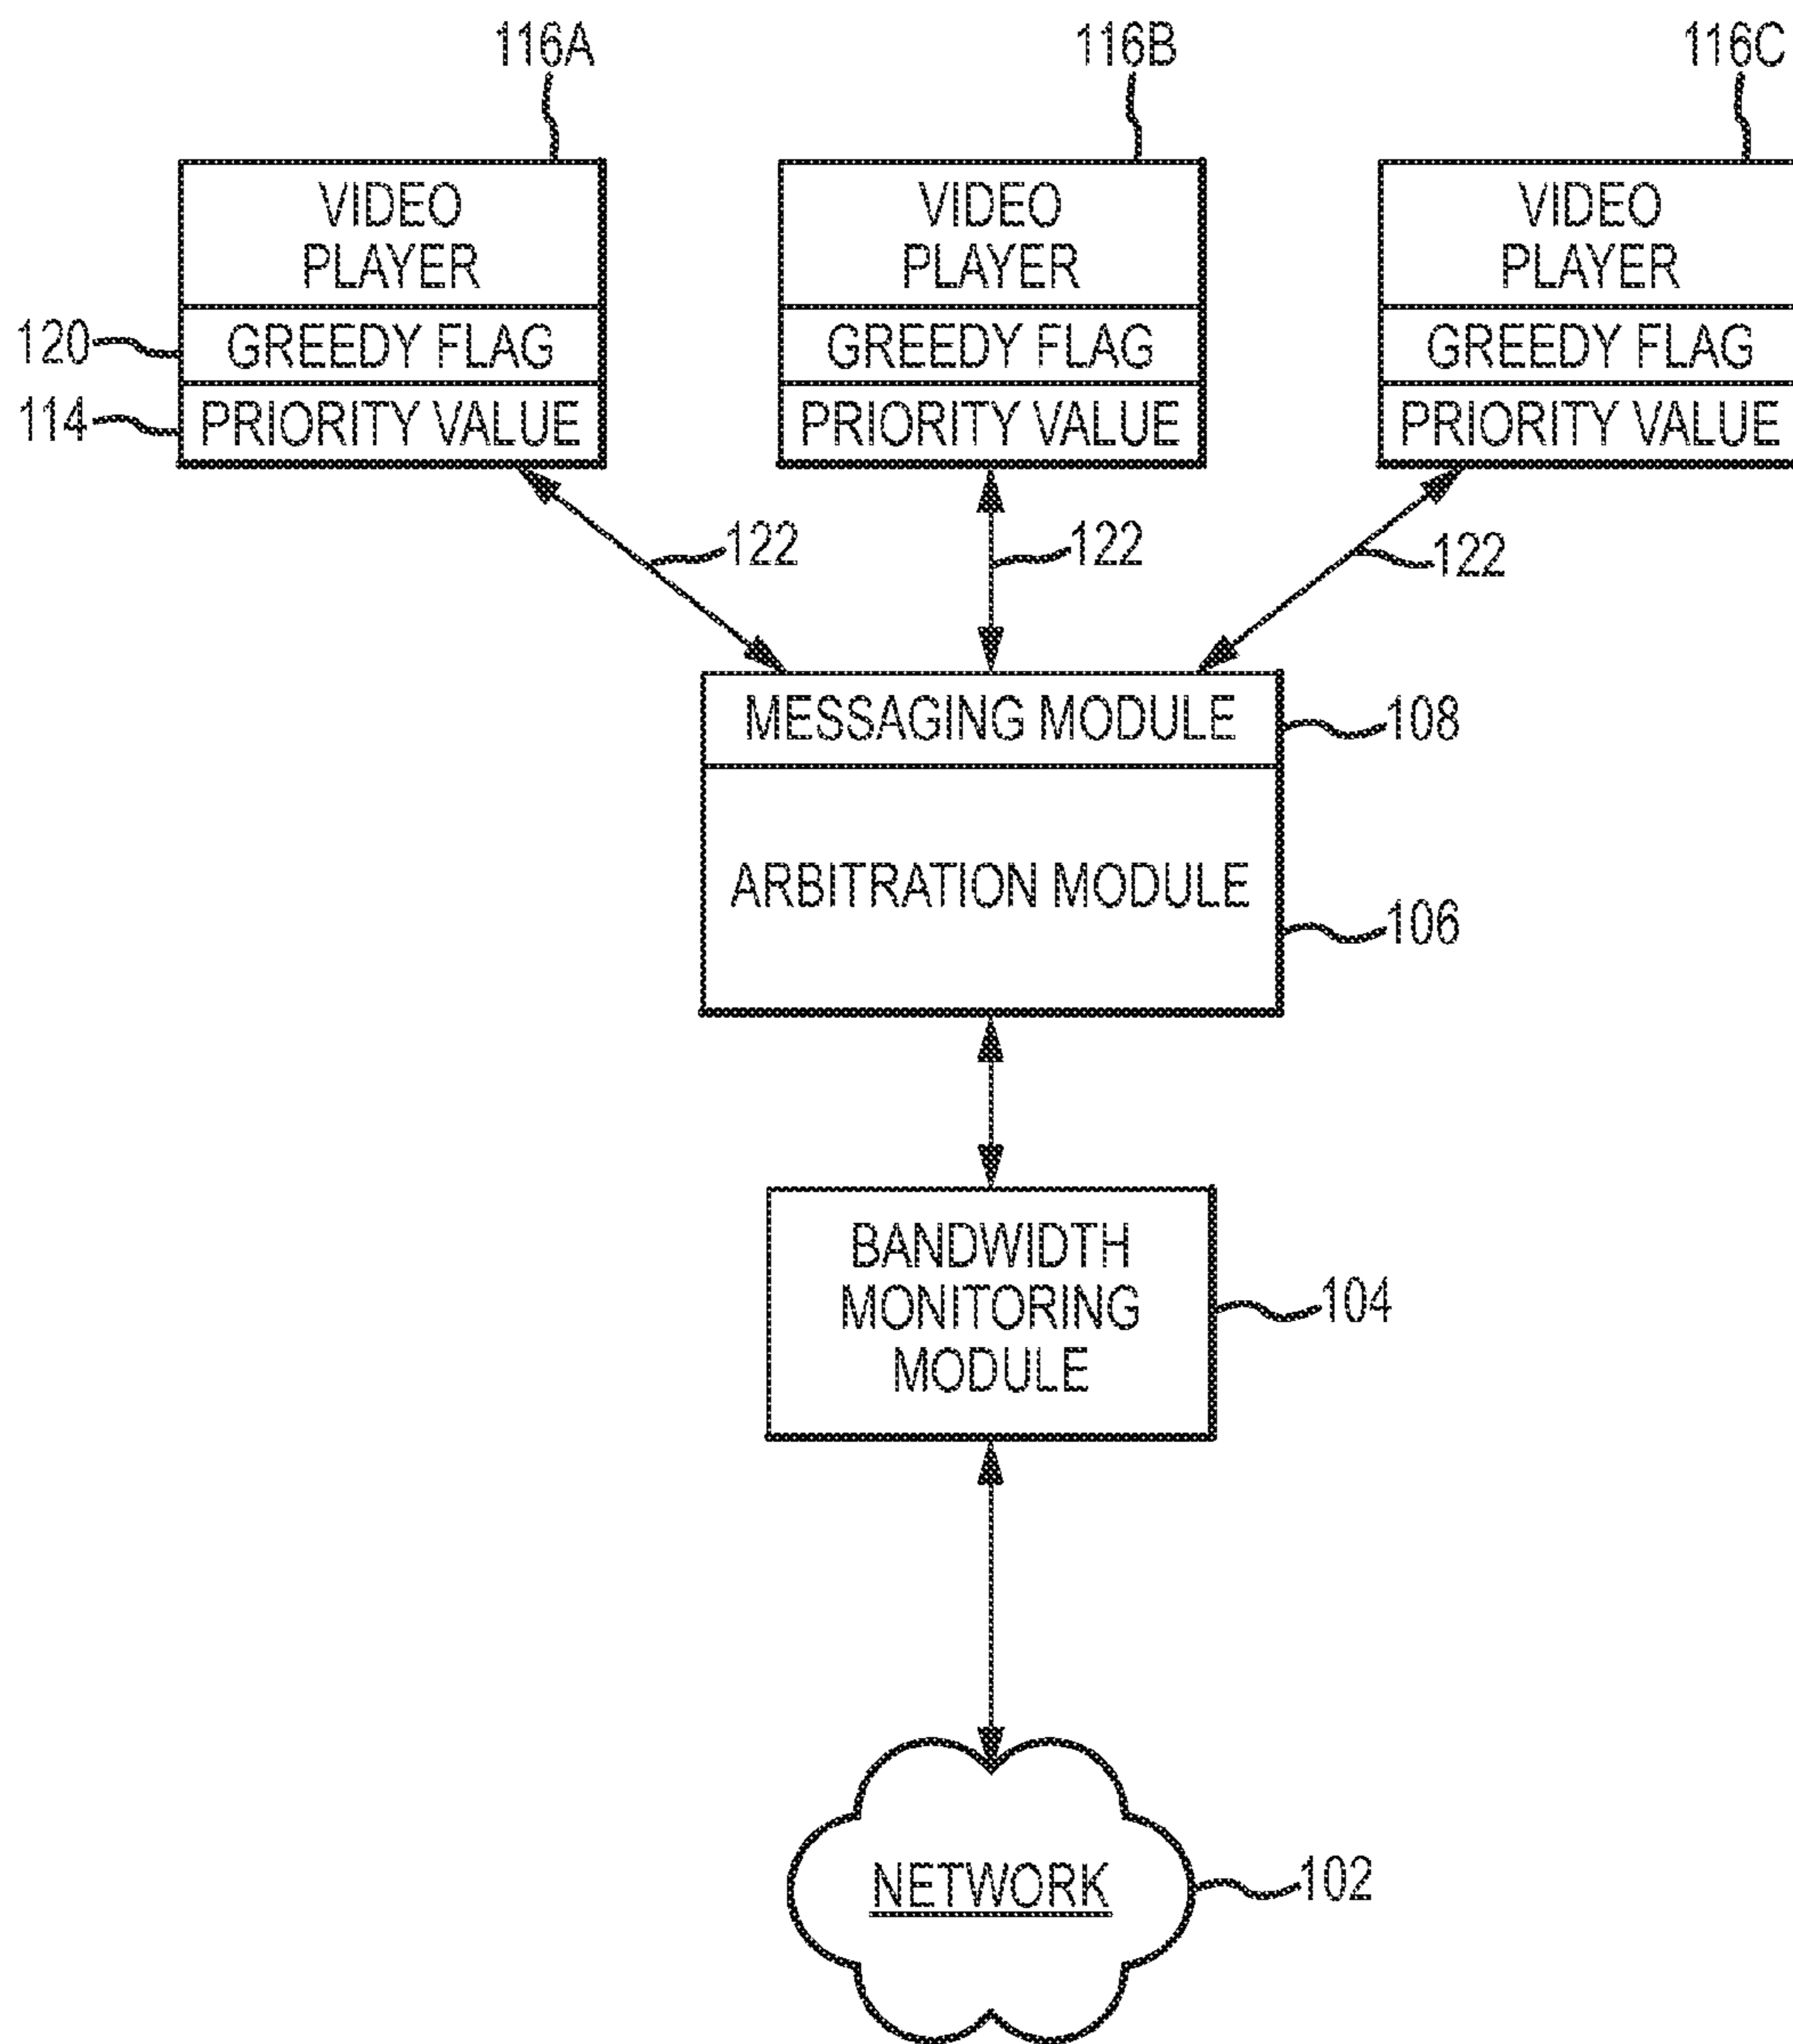 116A 116B 116C
VIDEO PLAYER VIDEO PLAYER VIDEO PLAYER
120 GREEDY FLAG GREEDY FLAG GREEDY FLAG
114 PRIORITY VALUE PRIORITY VALUE PRIORITY VALUE
122 122 122
MESSAGING MODULE 108
ARBITRATION MODULE
106
BANDWIDTH
MONITORING 104
MODULE
NETWORK 102